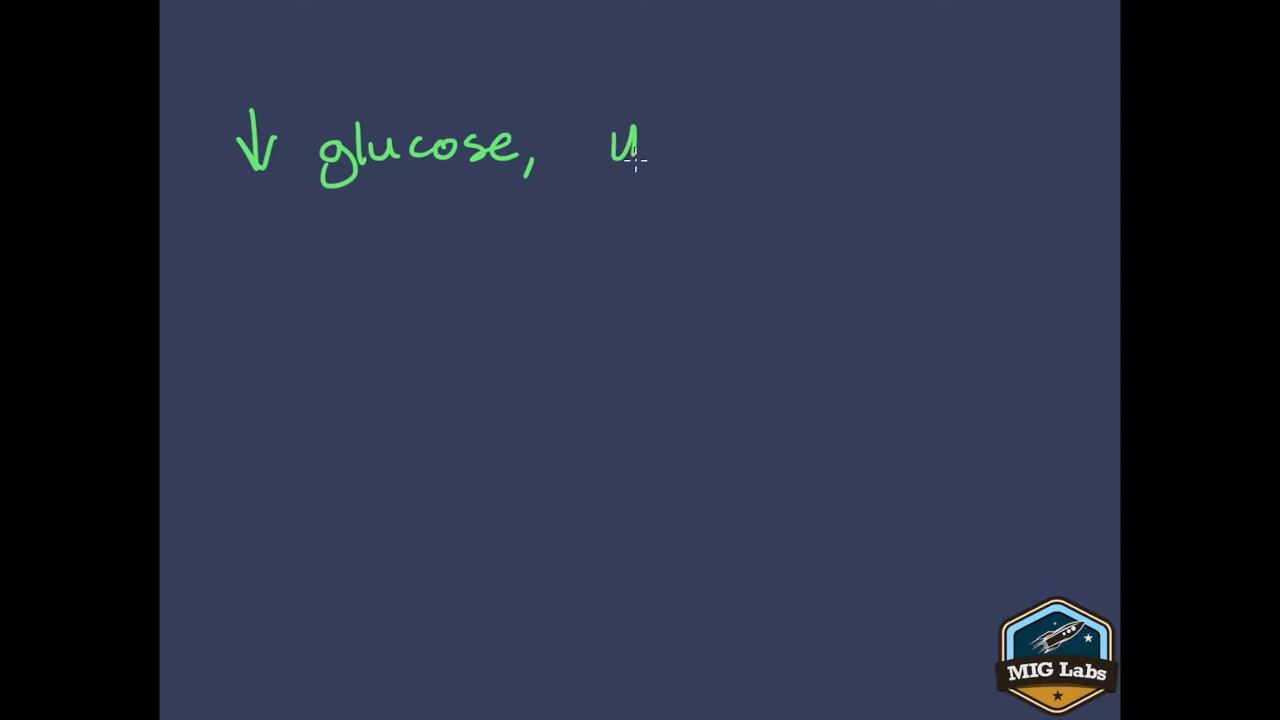 ↓ glucose, u
MIG Labs